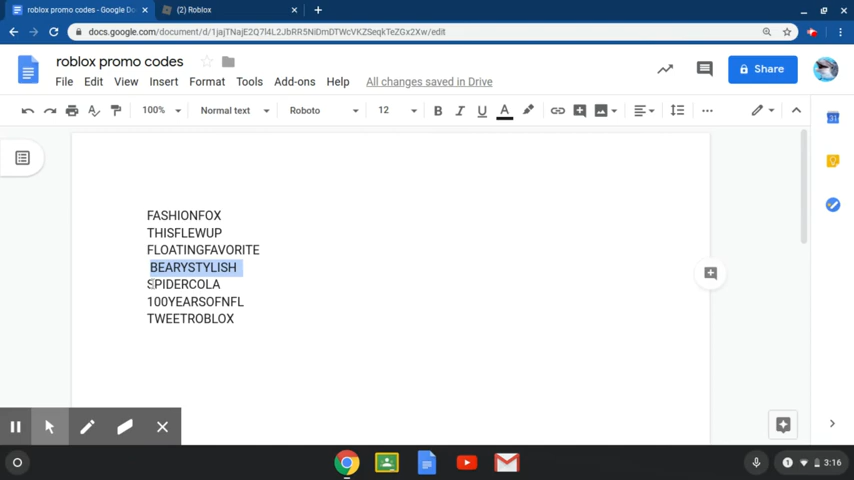 roblox promo codes - Google Do
(2) Roblox
docs.google.com/document/d/1jajTNajE2Q7l4L2JbRR5NiDmDTWcVKZSeqkTeZGx2Xw/edit
roblox promo codes
File Edit View Insert Format Tools Add-ons Help All changes saved in Drive
Share
100% Normal text Roboto 12 B I U A
31
FASHIONFOX
THISFLEWUP
FLOATINGFAVORITE
BEARYSTYLISH
SPIDERCOLA
100YEARSOFNFL
TWEETROBLOX
1 3:16